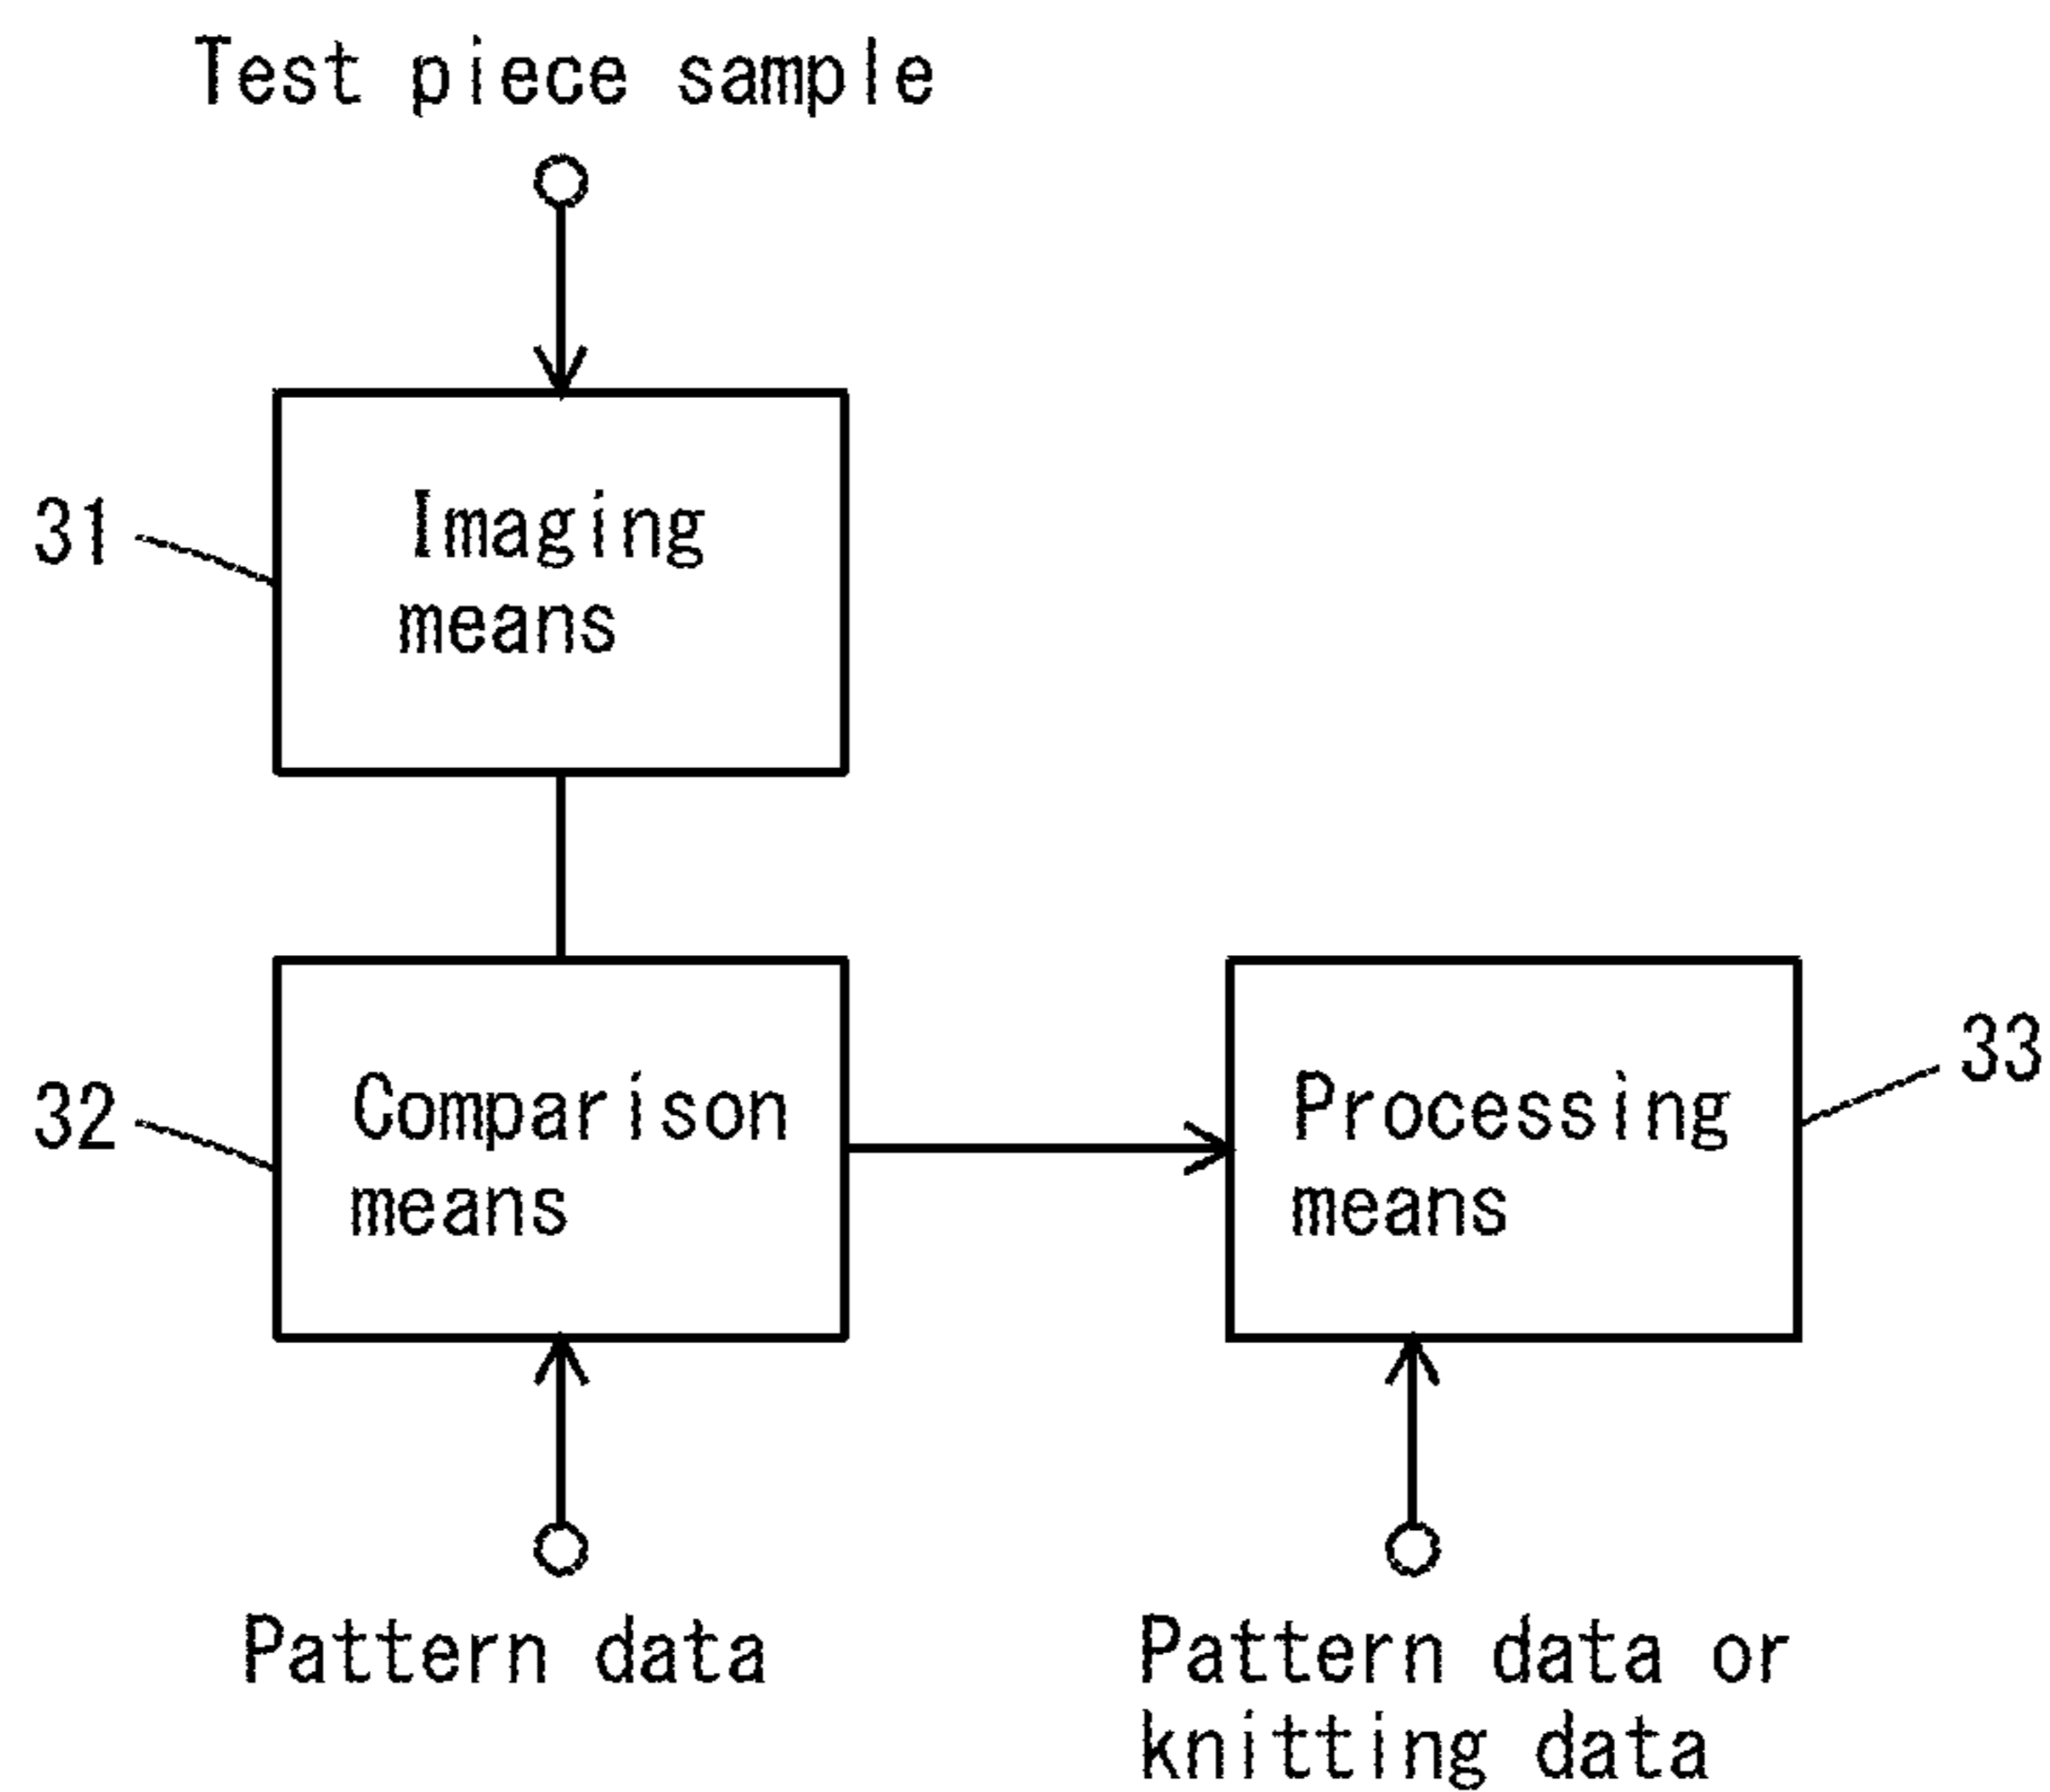 Test piece sample
31
Imaging
means
32
Comparison
means
Processing
means
33
Pattern data
Pattern data or
knitting data